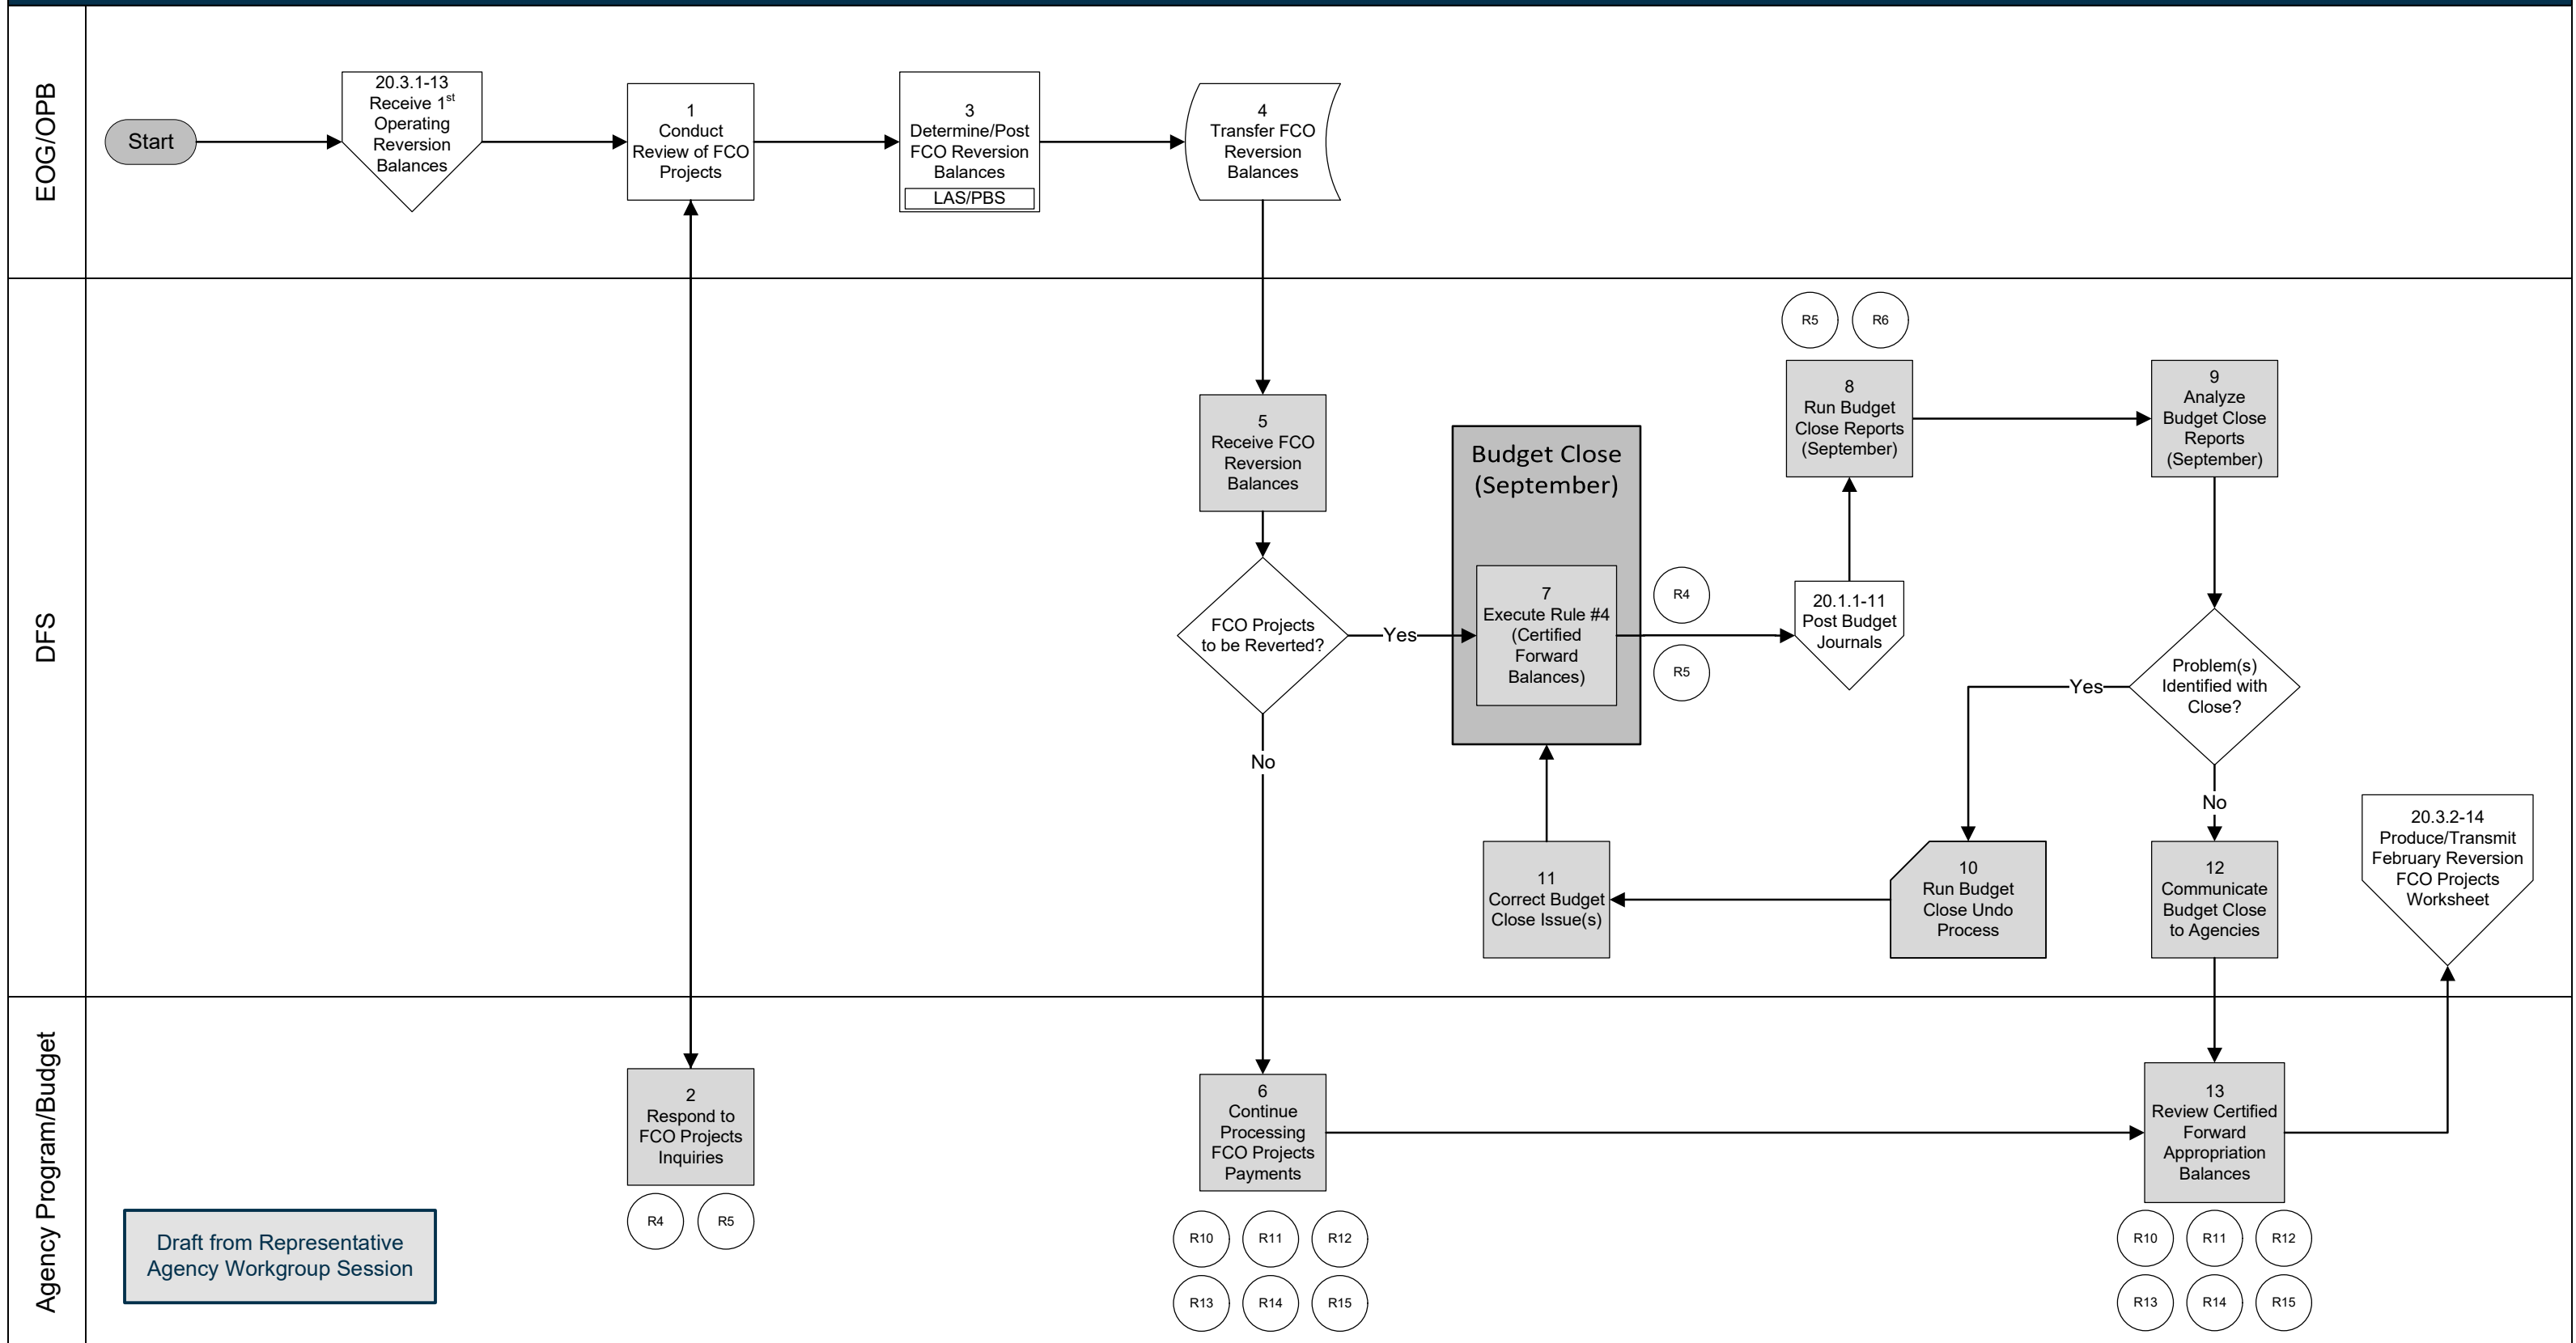 EOG/OPB
Start
20.3.1-13
Receive 1st
Operating
Reversion
Balances
1
Conduct
Review of FCO
Projects
3
Determine/Post
FCO Reversion
Balances
LAS/PBS
4
Transfer FCO
Reversion
Balances
DFS
5
Receive FCO
Reversion
Balances
FCO Projects
to be Reverted?
Yes
No
Budget Close
(September)
7
Execute Rule #4
(Certified
Forward
Balances)
R4
R5
20.1.1-11
Post Budget
Journals
R5
R6
8
Run Budget
Close Reports
(September)
9
Analyze
Budget Close
Reports
(September)
Problem(s)
Identified with
Close?
Yes
No
10
Run Budget
Close Undo
Process
11
Correct Budget
Close Issue(s)
12
Communicate
Budget Close
to Agencies
20.3.2-14
Produce/Transmit
February Reversion
FCO Projects
Worksheet
Agency Program/Budget
2
Respond to
FCO Projects
Inquiries
R4
R5
6
Continue
Processing
FCO Projects
Payments
R10
R11
R12
R13
R14
R15
13
Review Certified
Forward
Appropriation
Balances
R10
R11
R12
R13
R14
R15
Draft from Representative
Agency Workgroup Session